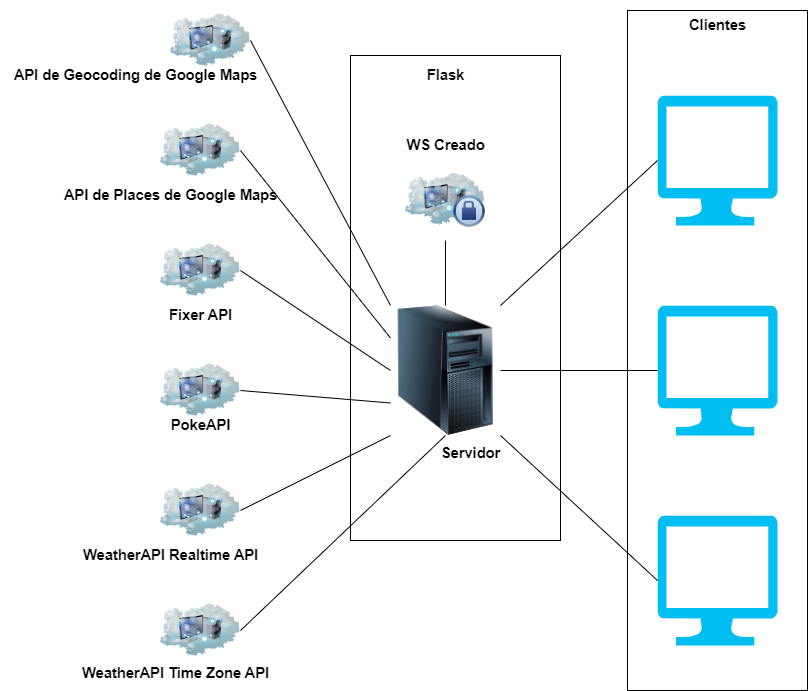 API de Geocoding de Google Maps
API de Places de Google Maps
Fixer API
PokeAPI
WeatherAPI Realtime API
WeatherAPI Time Zone API
Flask
WS Creado
Servidor
Clientes